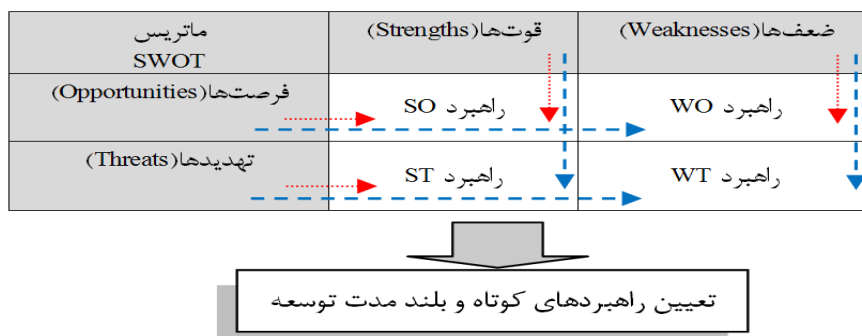 ماتریس
SWOT
قوت‌ها(Strengths)
ضعف‌ها(Weaknesses)
فرصت‌ها(Opportunities)
راهبرد SO
راهبرد WO
تهدیدها(Threats)
راهبرد ST
راهبرد WT
تعیین راهبردهای کوتاه و بلند مدت توسعه